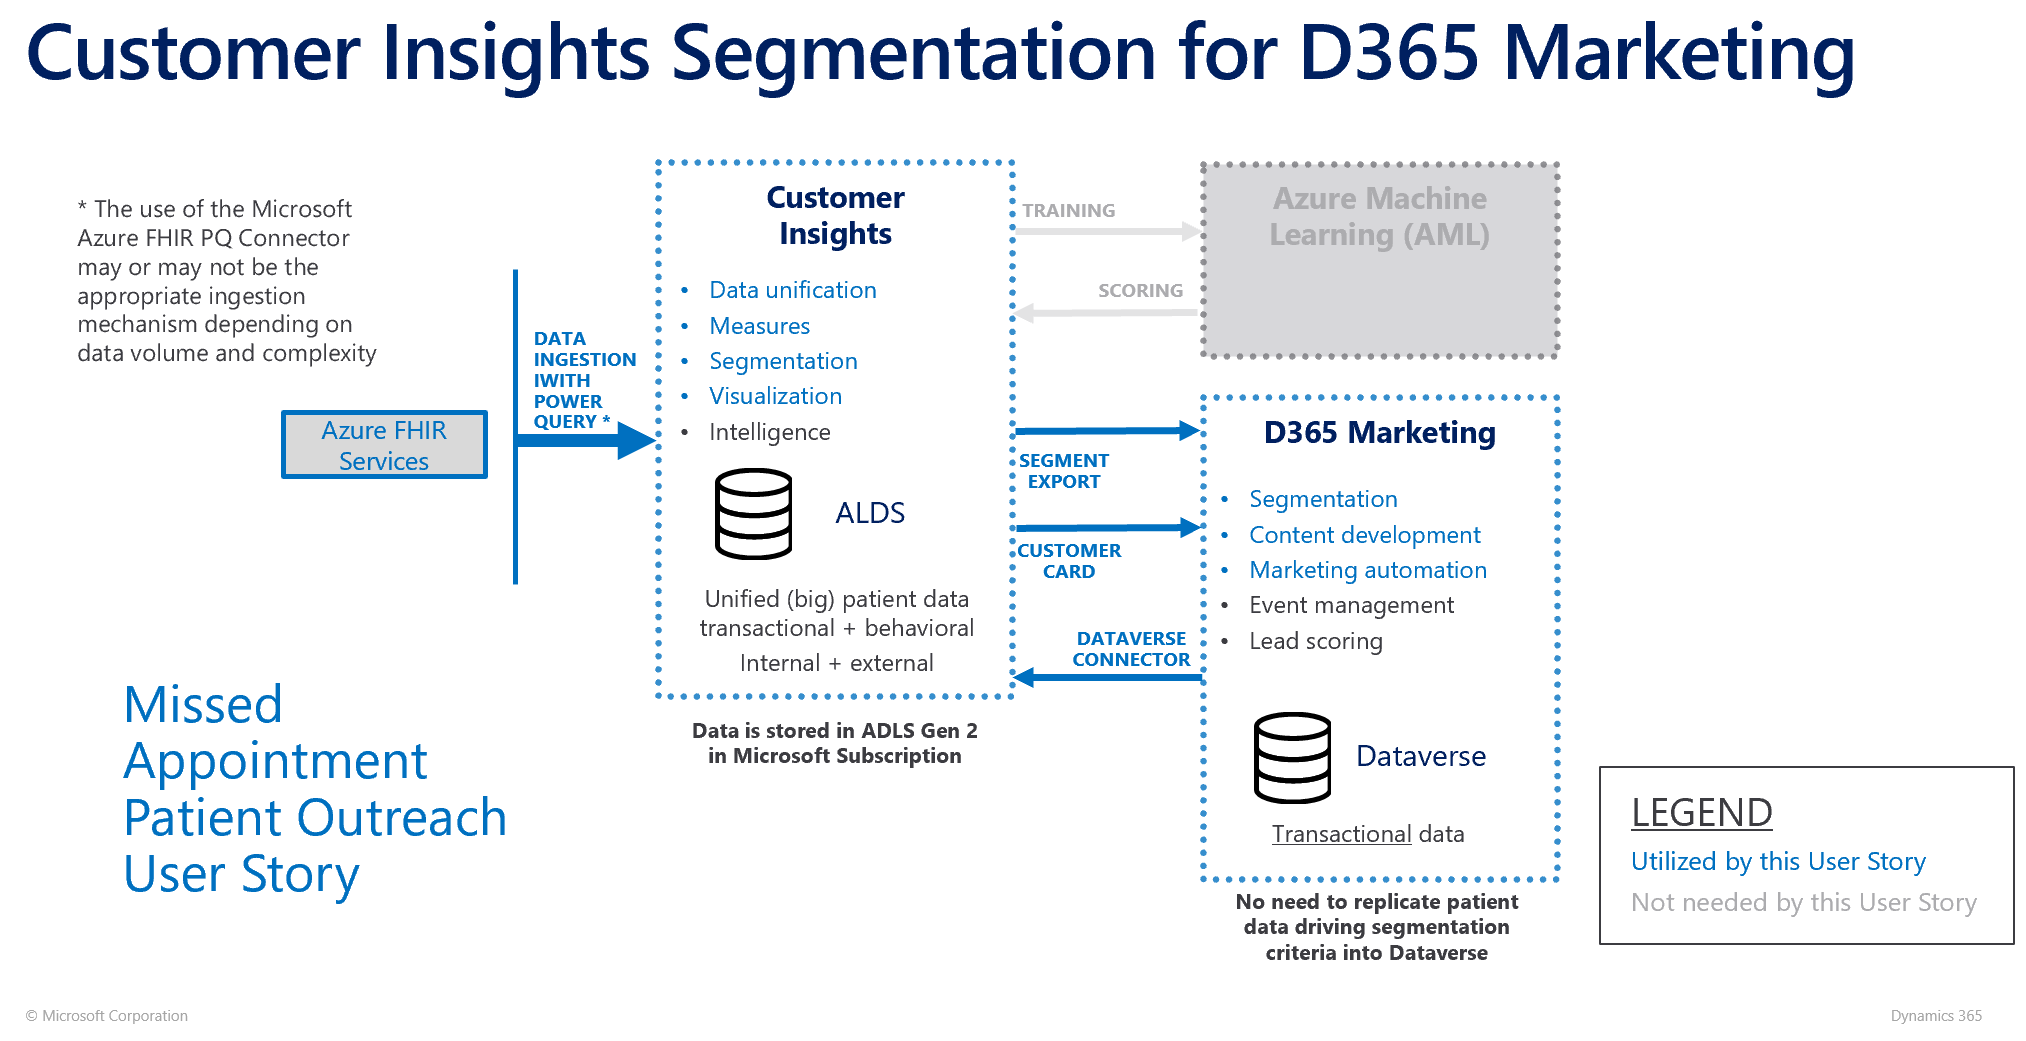 Customer Insights Segmentation for D365 Marketing
* The use of the Microsoft
Azure FHIR PQ Connector
may or may not be the
appropriate ingestion
mechanism depending on
data volume and complexity
Azure FHIR
Services
DATA
INGESTION
IWITH
POWER
QUERY *
Customer
Insights
• Data unification
• Measures
• Segmentation
• Visualization
• Intelligence
ALDS
Unified (big) patient data
transactional + behavioral
Internal + external
Data is stored in ADLS Gen 2
in Microsoft Subscription
TRAINING
SCORING
Azure Machine
Learning (AML)
SEGMENT
EXPORT
CUSTOMER
CARD
DATAVERSE
CONNECTOR
D365 Marketing
• Segmentation
• Content development
• Marketing automation
• Event management
• Lead scoring
Dataverse
Transactional data
No need to replicate patient
data driving segmentation
criteria into Dataverse
Missed
Appointment
Patient Outreach
User Story
LEGEND
Utilized by this User Story
Not needed by this User Story
© Microsoft Corporation
Dynamics 365